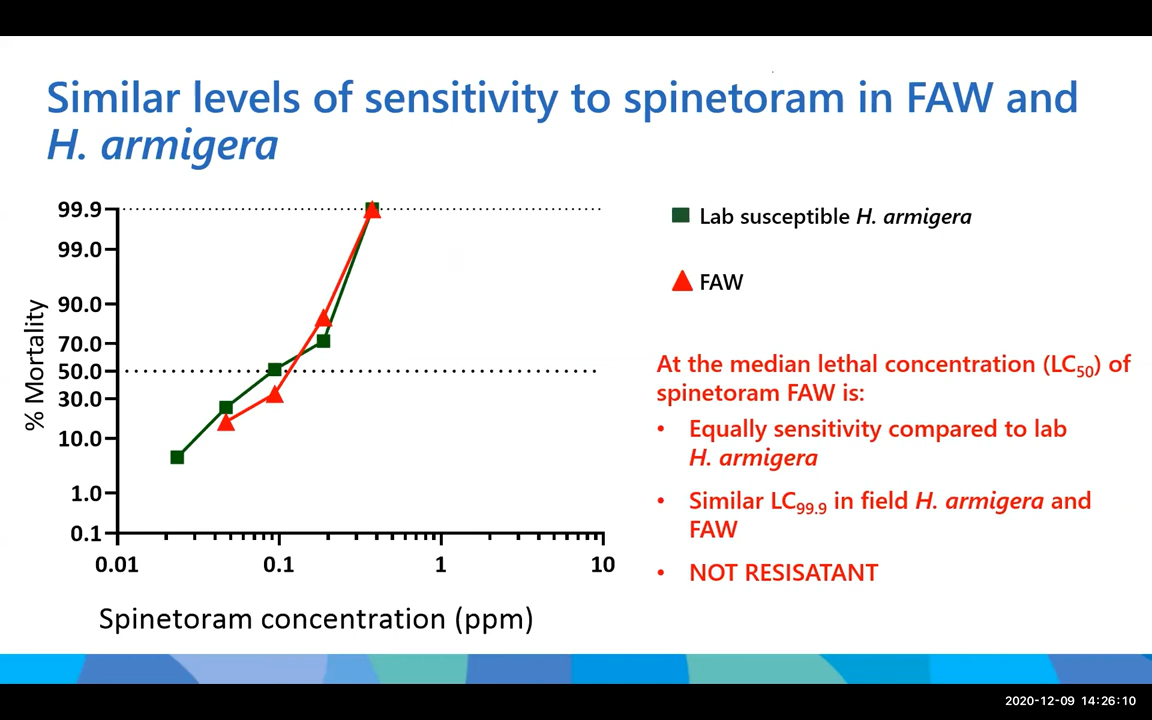 Similar levels of sensitivity to spinetoram in FAW and
H. armigera
99.9
99.0
90.0
70.0
50.0
30.0
10.0
1.0
0.1
% Mortality
0.01
0.1
1
10
Spinetoram concentration (ppm)
Lab susceptible H. armigera
FAW
At the median lethal concentration (LC50) of
spinetoram FAW is:
• Equally sensitivity compared to lab
H. armigera
• Similar LC99.9 in field H. armigera and
FAW
• NOT RESISATANT
2020-12-09 14:26:10